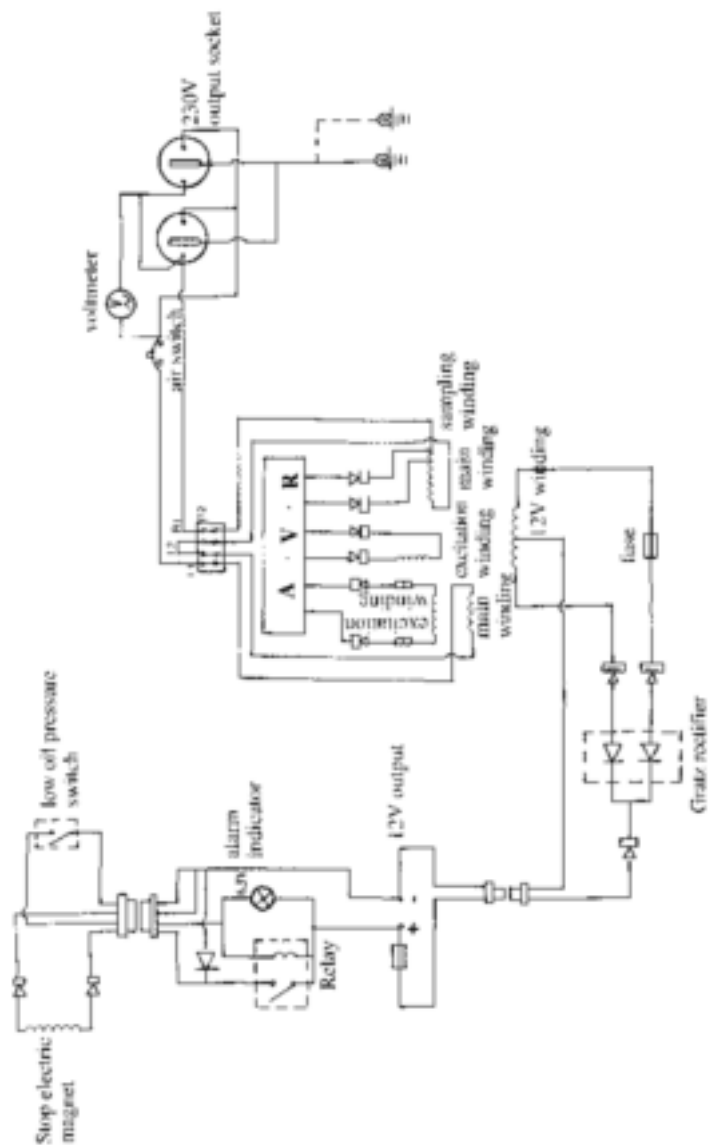 230V
output socket
voltmeter
air switch
A . V . R
sampling
winding
main
winding
excitation
winding
main
winding
excitation
winding
12V winding
fuse
Gratz rectifier
low oil pressure
switch
alarm
indicator
Relay
12V output
+
-
Stop electric
magnet